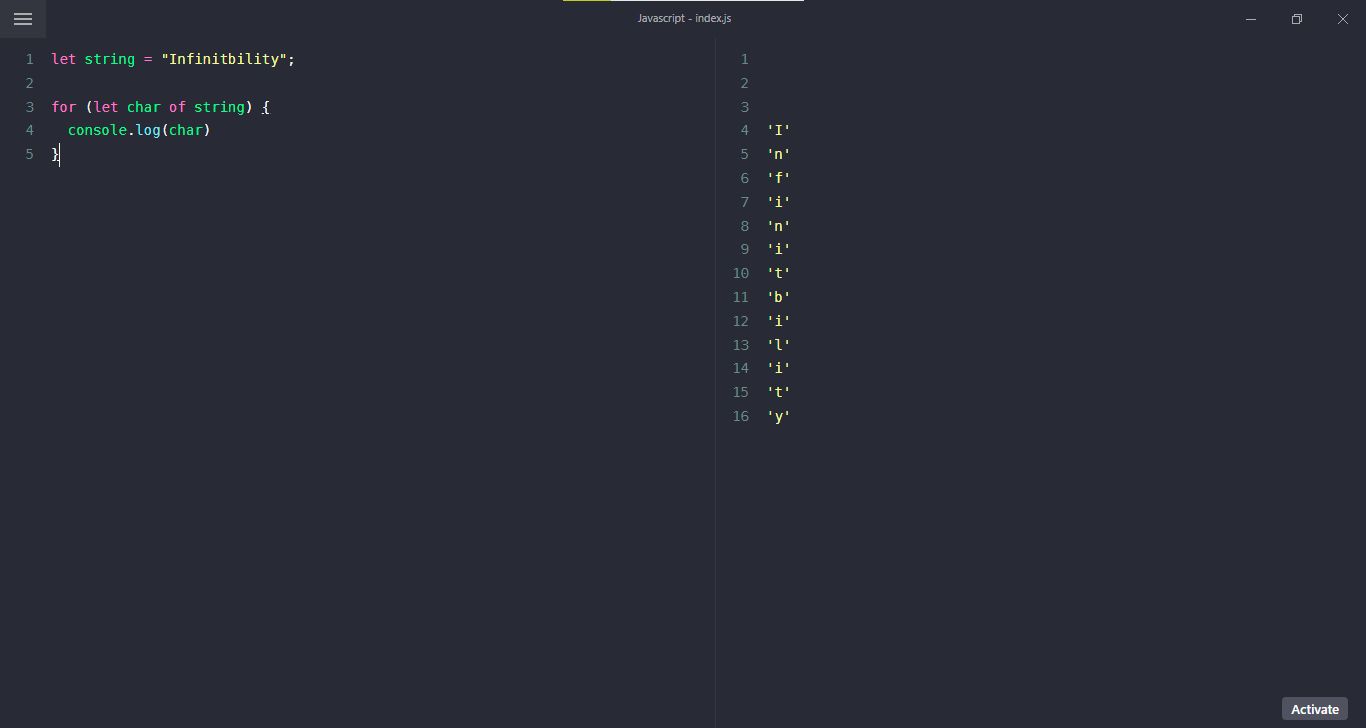 Javascript - index.js
1 let string = "Infinitbility";
2
3 for (let char of string) {
4   console.log(char)
5 }
1
2
3
4 'I'
5 'n'
6 'f'
7 'i'
8 'n'
9 'i'
10 't'
11 'b'
12 'i'
13 'l'
14 'i'
15 't'
16 'y'
Activate